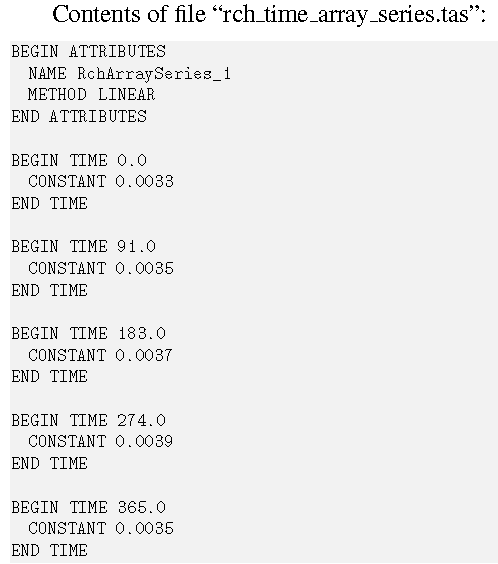 Contents of file “rch_time_array_series.tas”:
BEGIN ATTRIBUTES
  NAME RchArraySeries_1
  METHOD LINEAR
END ATTRIBUTES

BEGIN TIME 0.0
  CONSTANT 0.0033
END TIME

BEGIN TIME 91.0
  CONSTANT 0.0035
END TIME

BEGIN TIME 183.0
  CONSTANT 0.0037
END TIME

BEGIN TIME 274.0
  CONSTANT 0.0039
END TIME

BEGIN TIME 365.0
  CONSTANT 0.0035
END TIME